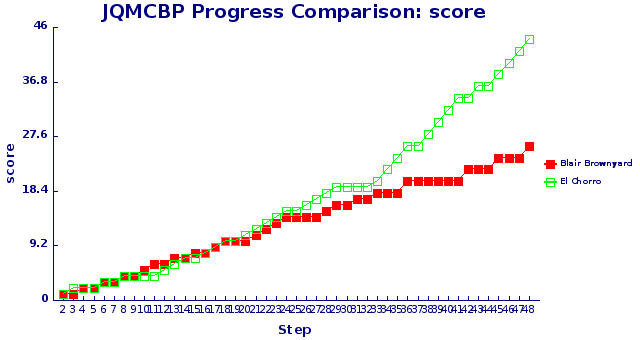 JQMCBP Progress Comparison: score
46
36.8
27.6
18.4
9.2
0
score
2 3 4 5 6 7 8 9 10 11 12 13 14 15 16 17 18 19 20 21 22 23 24 25 26 27 28 29 30 31 32 33 34 35 36 37 38 39 40 41 42 43 44 45 46 47 48
Step
Blair Brownyard
El Chorro